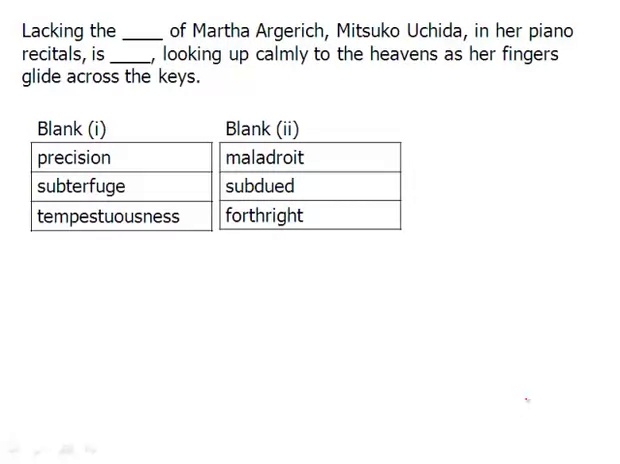 Lacking the ____ of Martha Argerich, Mitsuko Uchida, in her piano
recitals, is ____, looking up calmly to the heavens as her fingers
glide across the keys.
Blank (i) Blank (ii)
precision maladroit
subterfuge subdued
tempestuousness forthright